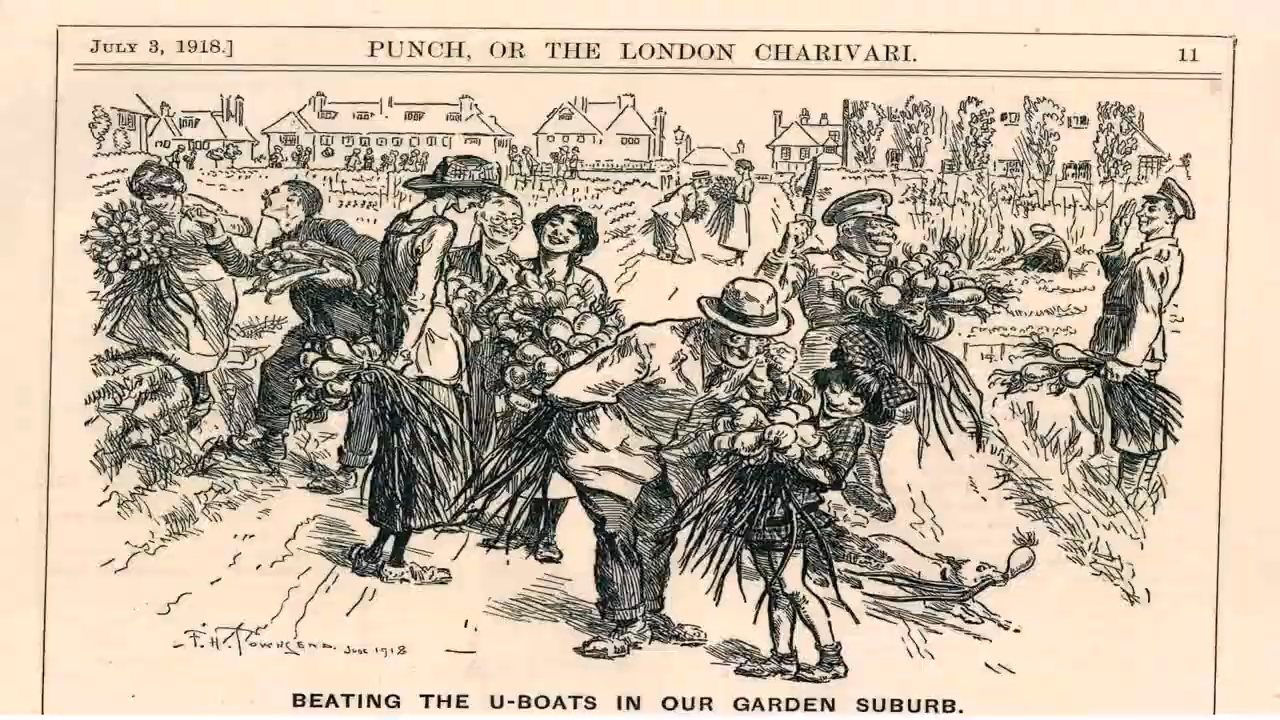 July 3, 1918.] PUNCH, OR THE LONDON CHARIVARI. 11
14.
F. H. Townsend. June 1918
BEATING THE U-BOATS IN OUR GARDEN SUBURB.